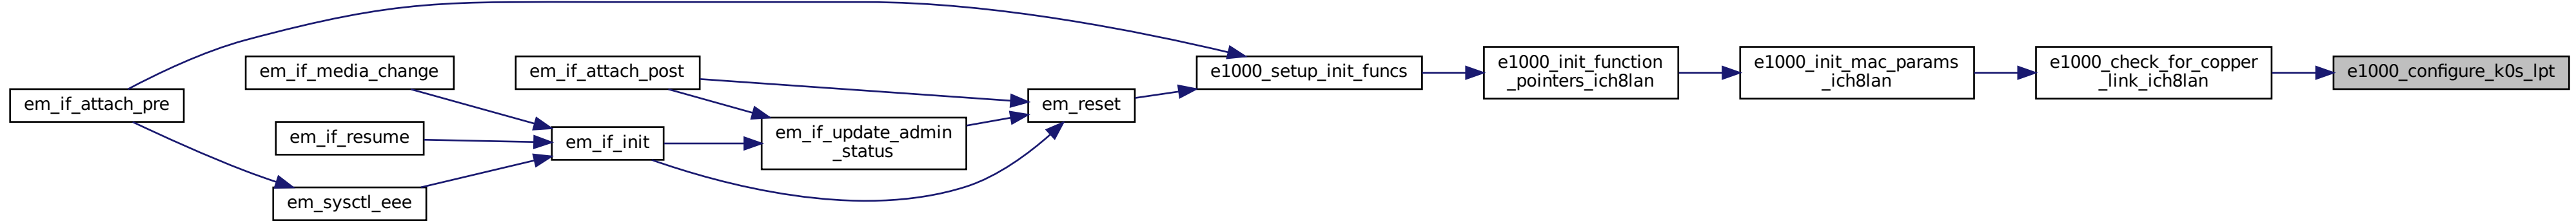 em_if_attach_pre
em_if_media_change
em_if_resume
em_sysctl_eee
em_if_attach_post
em_if_init
em_if_update_admin
_status
em_reset
e1000_setup_init_funcs
e1000_init_function
_pointers_ich8lan
e1000_init_mac_params
_ich8lan
e1000_check_for_copper
_link_ich8lan
e1000_configure_k0s_lpt